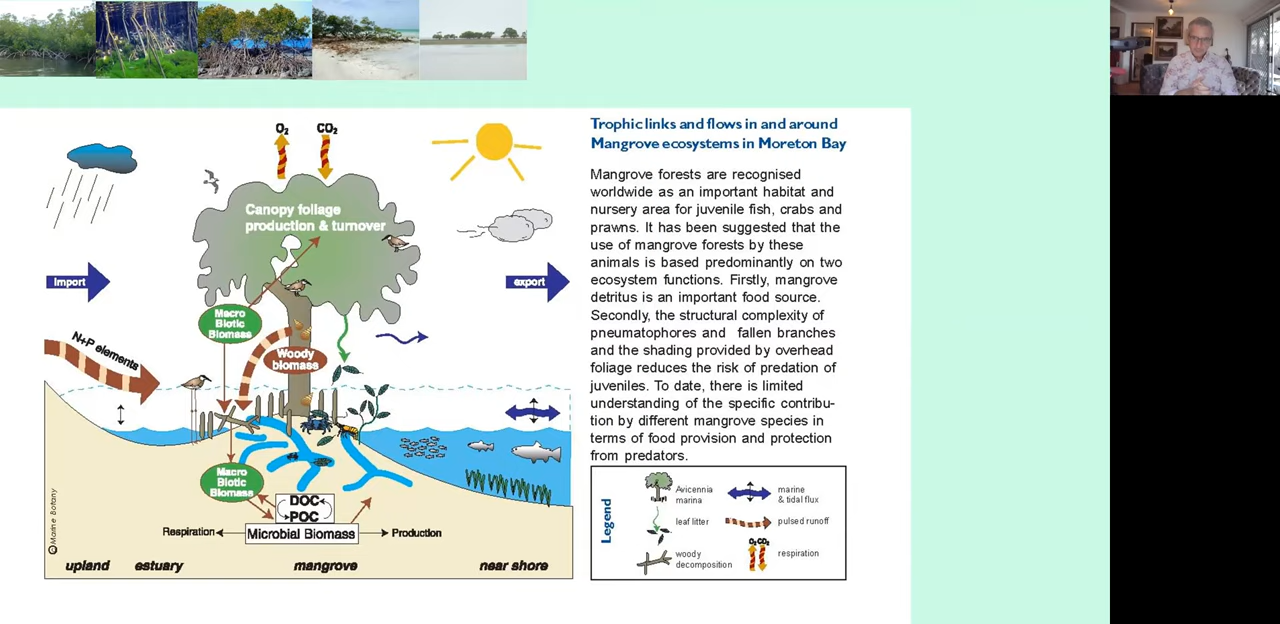 O₂ CO₂
Canopy foliage
production & turnover
Import
export
Macro
Biotic
Biomass
N+P elements
Woody
biomass
Macro
Biotic
Biomass
DOC
POC
Respiration
Microbial Biomass
Production
© Marine Botany
upland estuary mangrove near shore
Trophic links and flows in and around
Mangrove ecosystems in Moreton Bay
Mangrove forests are recognised
worldwide as an important habitat and
nursery area for juvenile fish, crabs and
prawns. It has been suggested that the
use of mangrove forests by these
animals is based predominantly on two
ecosystem functions. Firstly, mangrove
detritus is an important food source.
Secondly, the structural complexity of
pneumatophores and fallen branches
and the shading provided by overhead
foliage reduces the risk of predation of
juveniles. To date, there is limited
understanding of the specific contribu-
tion by different mangrove species in
terms of food provision and protection
from predators.
Legend
Avicennia
marina
marine
& tidal flux
leaf litter
pulsed runoff
woody
decomposition
O₂ CO₂
respiration